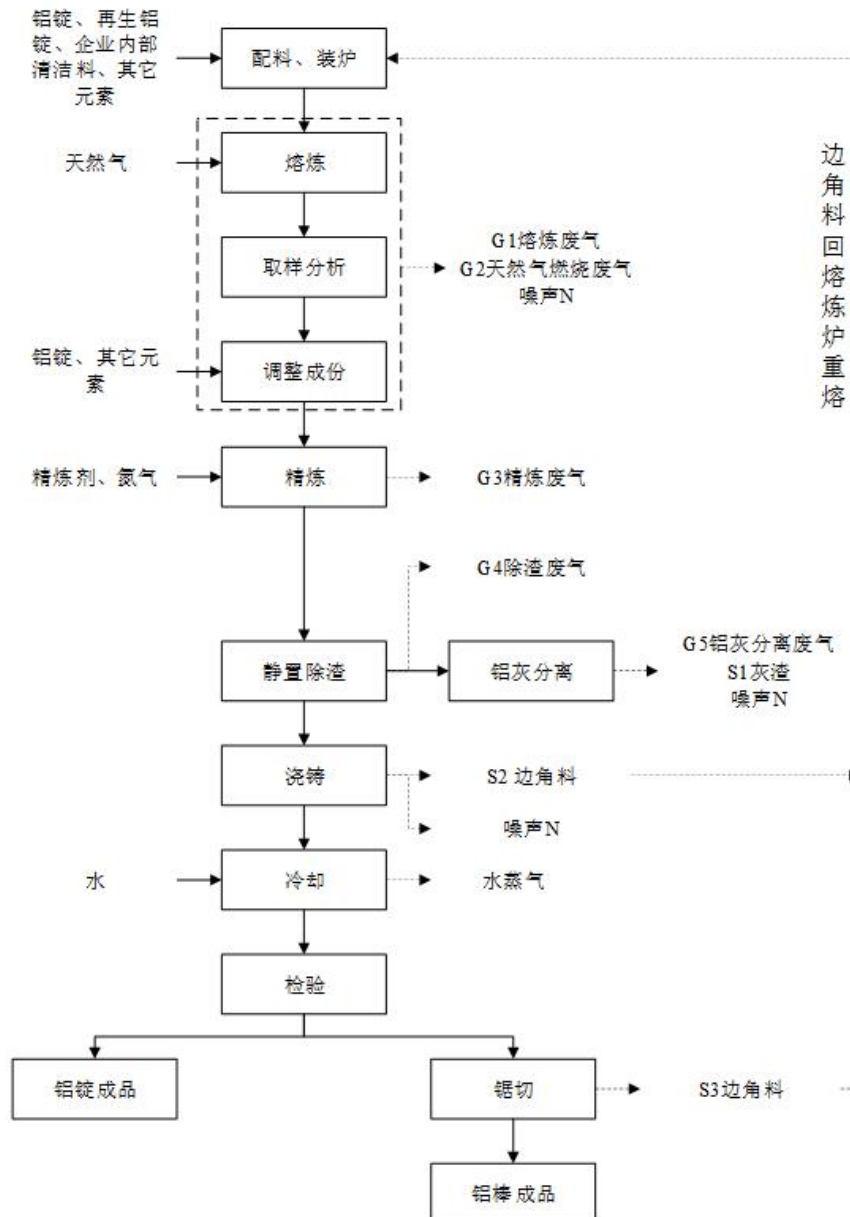 铝锭、再生铝
锭、企业内部
清洁料、其它
元素
配料、装炉
天然气
熔炼
边角料回熔炼炉重熔
取样分析
G1熔炼废气
G2天然气燃烧废气
噪声N
铝锭、其它元
素
调整成份
精炼剂、氮气
精炼
G3精炼废气
G4除渣废气
静置除渣
铝灰分离
G5铝灰分离废气
S1灰渣
噪声N
浇铸
S2 边角料
噪声N
水
冷却
水蒸气
检验
铝锭成品
锯切
S3边角料
铝棒成品